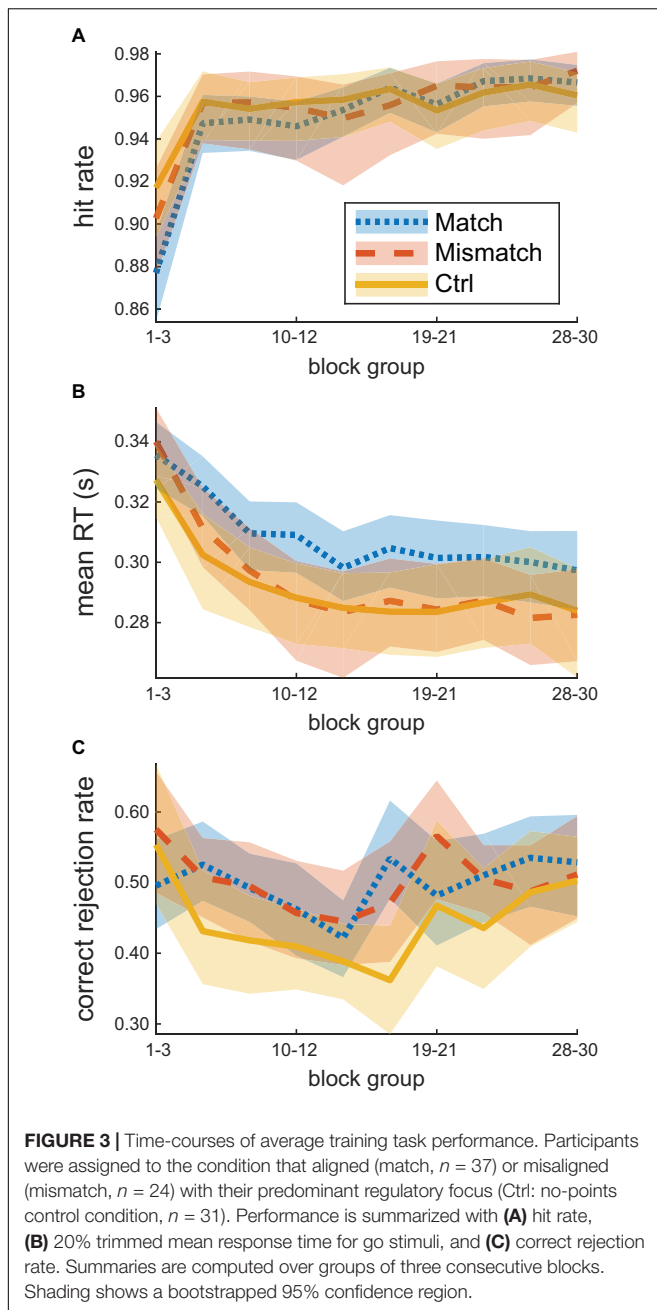 A
0.98
0.96
0.94
0.92
0.90
0.88
0.86
hit rate
Match
Mismatch
Ctrl
1-3
10-12
19-21
28-30
block group
B
0.34
0.32
0.30
0.28
mean RT (s)
1-3
10-12
19-21
28-30
block group
C
0.60
0.50
0.40
0.30
correct rejection rate
1-3
10-12
19-21
28-30
block group
FIGURE 3 | Time-courses of average training task performance. Participants
were assigned to the condition that aligned (match, n = 37) or misaligned
(mismatch, n = 24) with their predominant regulatory focus (Ctrl: no-points
control condition, n = 31). Performance is summarized with (A) hit rate,
(B) 20% trimmed mean response time for go stimuli, and (C) correct rejection
rate. Summaries are computed over groups of three consecutive blocks.
Shading shows a bootstrapped 95% confidence region.